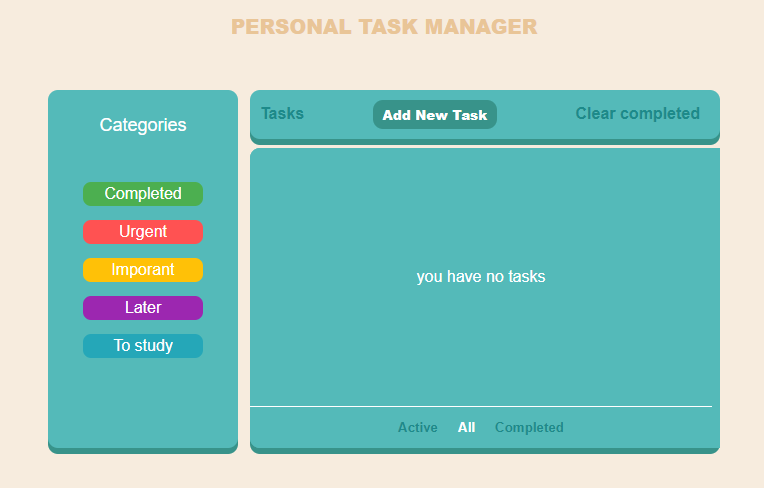 PERSONAL TASK MANAGER
Categories
Completed
Urgent
Imporant
Later
To study
Tasks
Add New Task
Clear completed
you have no tasks
Active All Completed